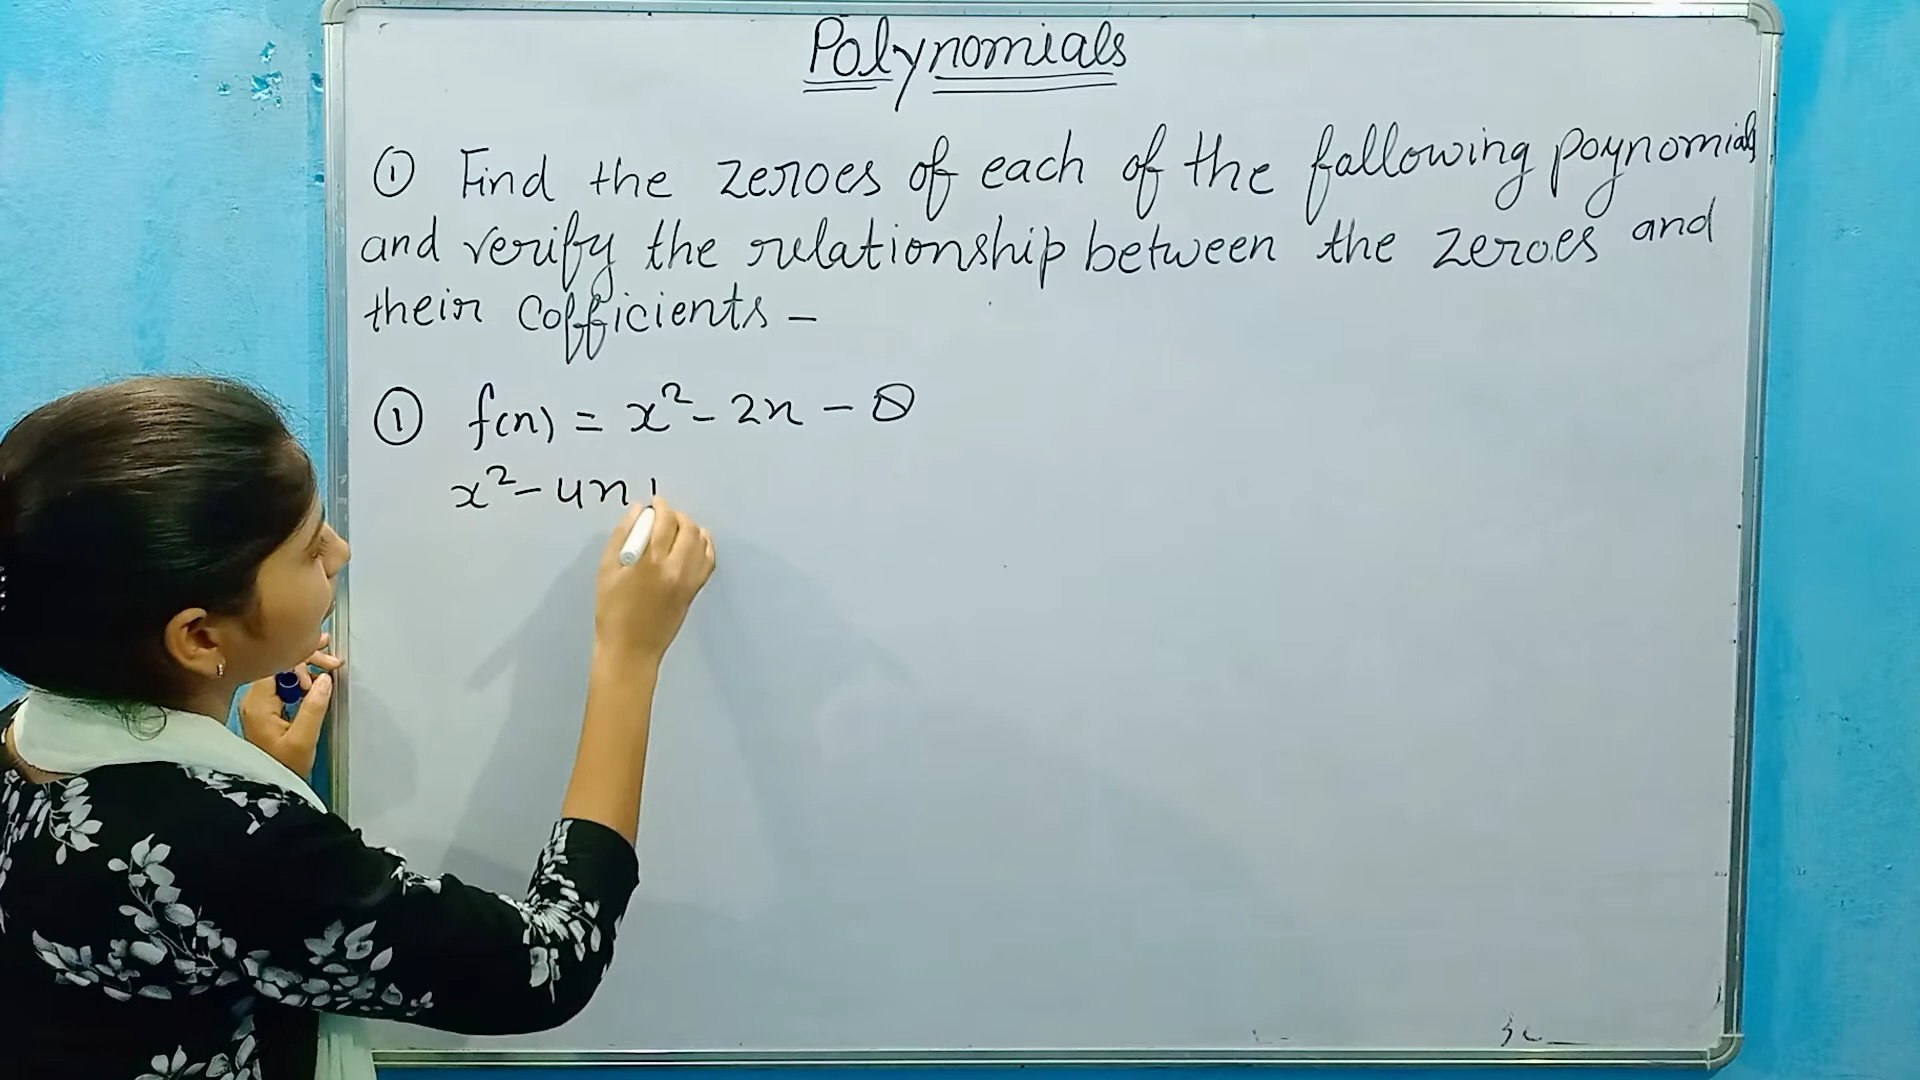 Polynomials
① Find the zeroes of each of the fallowing poynomials
and verify the relationship between the zeroes and
their Cofficients –
① f(x) = x² - 2x - 8
x² - 4x